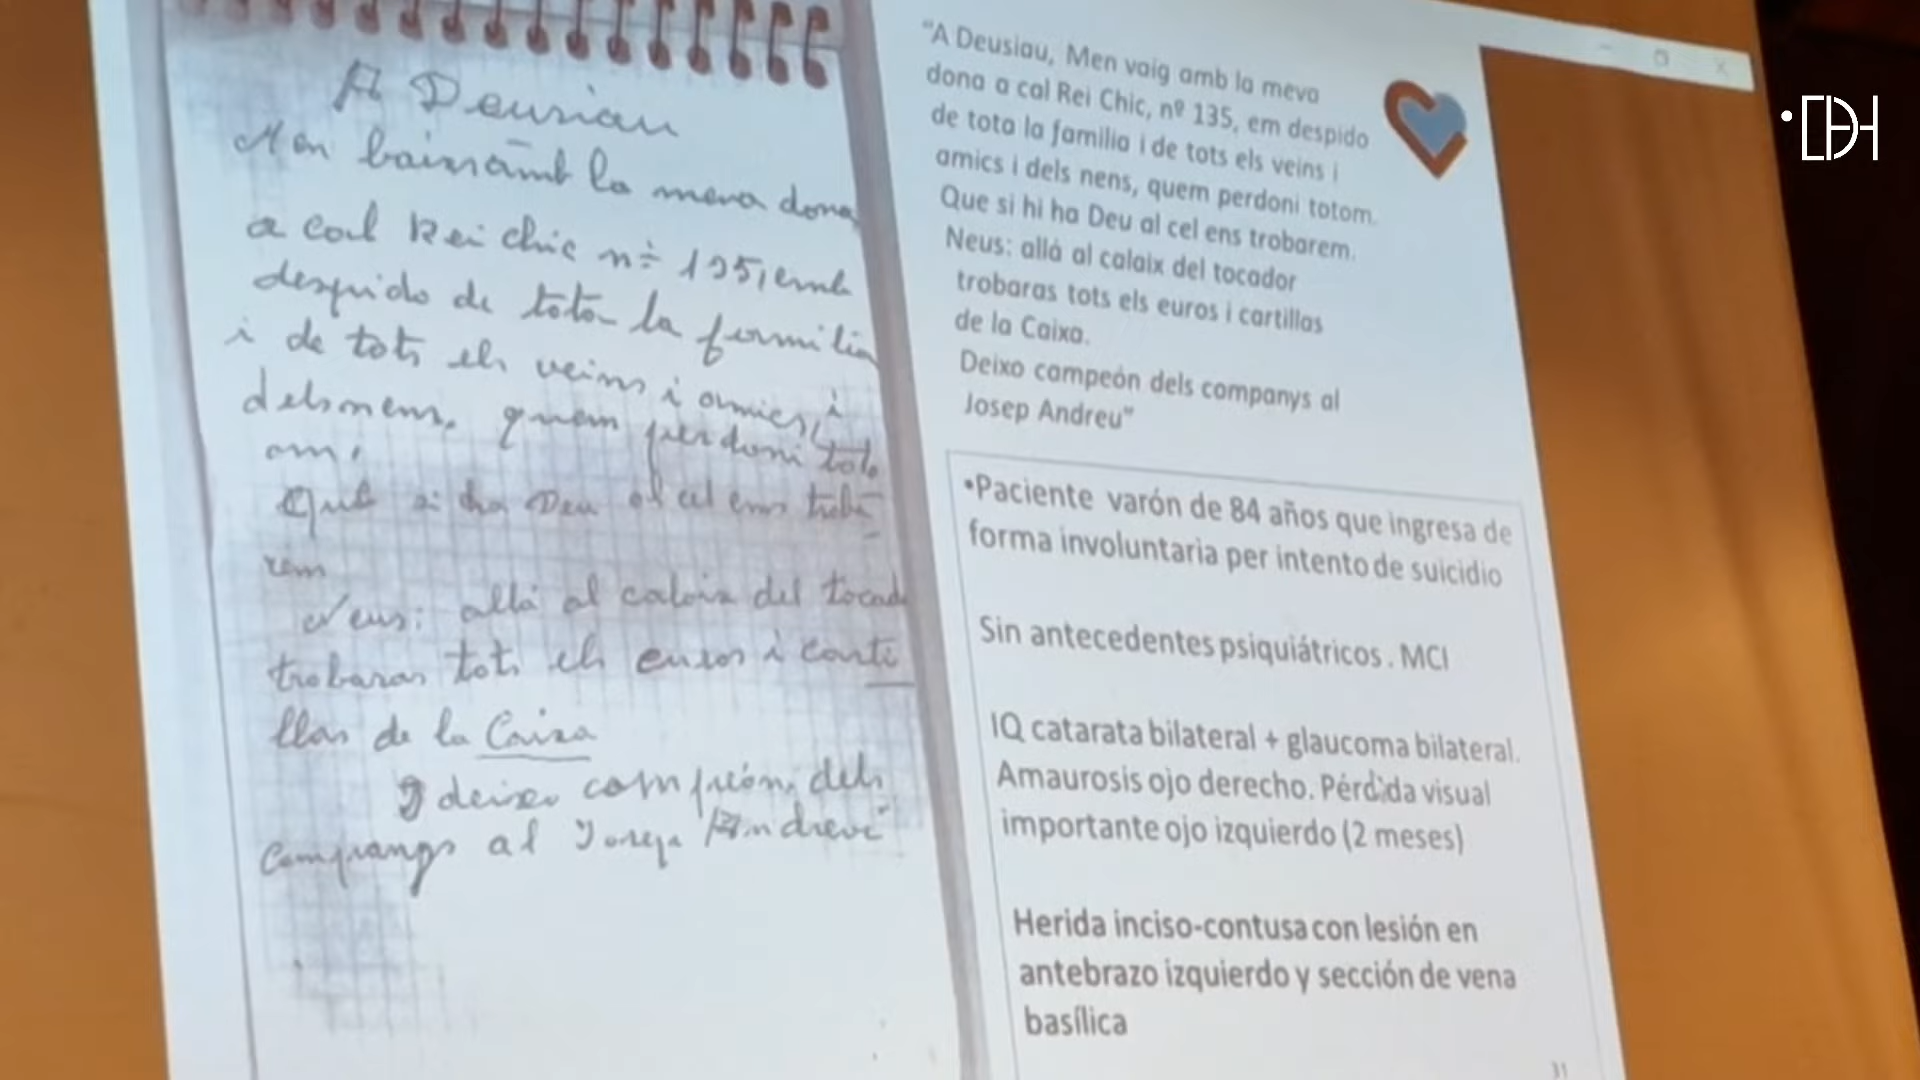 A Deusiau
Men baix amb la meva dona
a cal Rei chic nº 135, em
despido de tota la familia
i de tots els veins i amics, i
dels nens, quem perdoni tot
om,
Que si ha Deu al cel ens troba
rem
Neus: allá al calaix del tocado
trobaras tots els euros i carti
llas de la Caixa
deixo campeón, dels
companys al Josep Andreu"
"A Deusiau, Men vaig amb la meva
dona a cal Rei Chic, nº 135, em despido
de tota la familia i de tots els veins i
amics i dels nens, quem perdoni totom.
Que si hi ha Deu al cel ens trobarem.
Neus: allá al calaix del tocador
trobaras tots els euros i cartillas
de la Caixa.
Deixo campeón dels companys al
Josep Andreu"
•Paciente varón de 84 años que ingresa de
forma involuntaria per intento de suicidio
Sin antecedentes psiquiátricos . MCI
IQ catarata bilateral + glaucoma bilateral.
Amaurosis ojo derecho. Pérdida visual
importante ojo izquierdo (2 meses)
Herida inciso-contusa con lesión en
antebrazo izquierdo y sección de vena
basílica
31